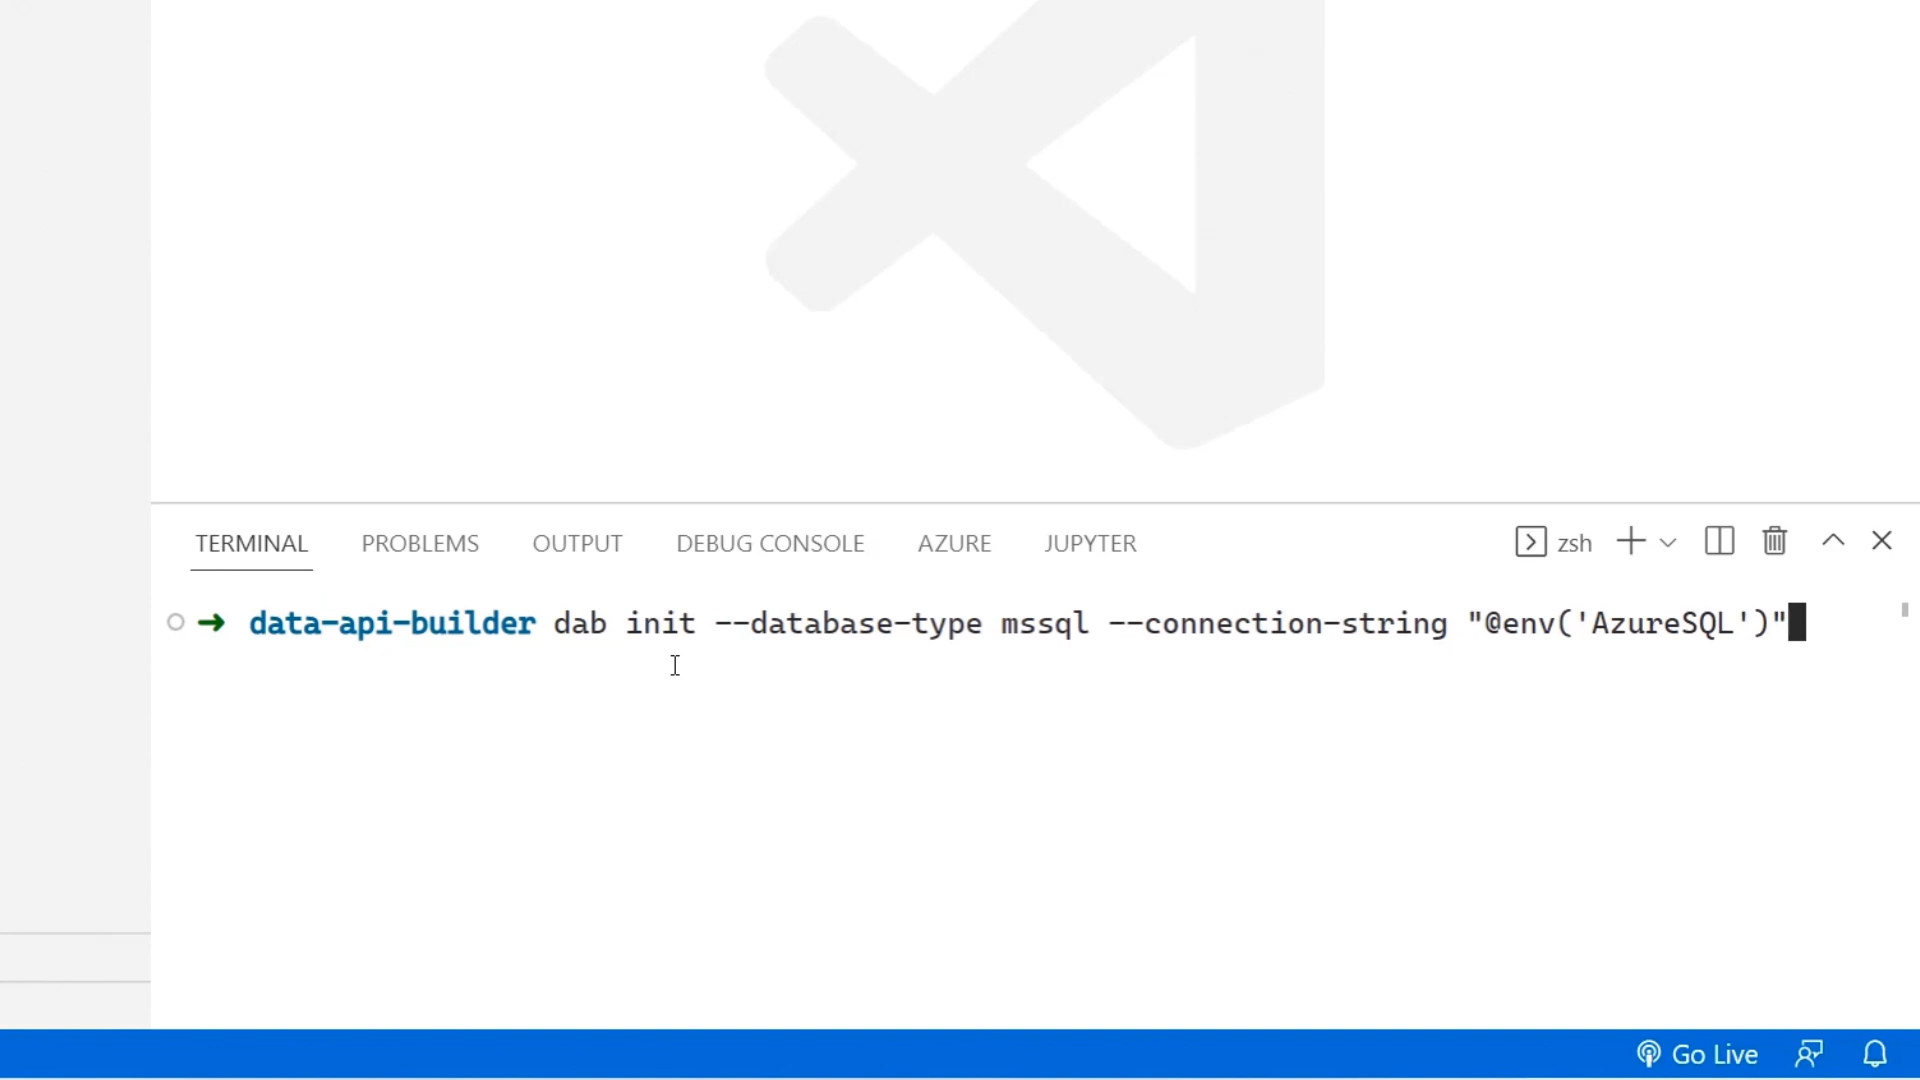 TERMINAL PROBLEMS OUTPUT DEBUG CONSOLE AZURE JUPYTER zsh
data-api-builder dab init --database-type mssql --connection-string "@env('AzureSQL')"
Go Live